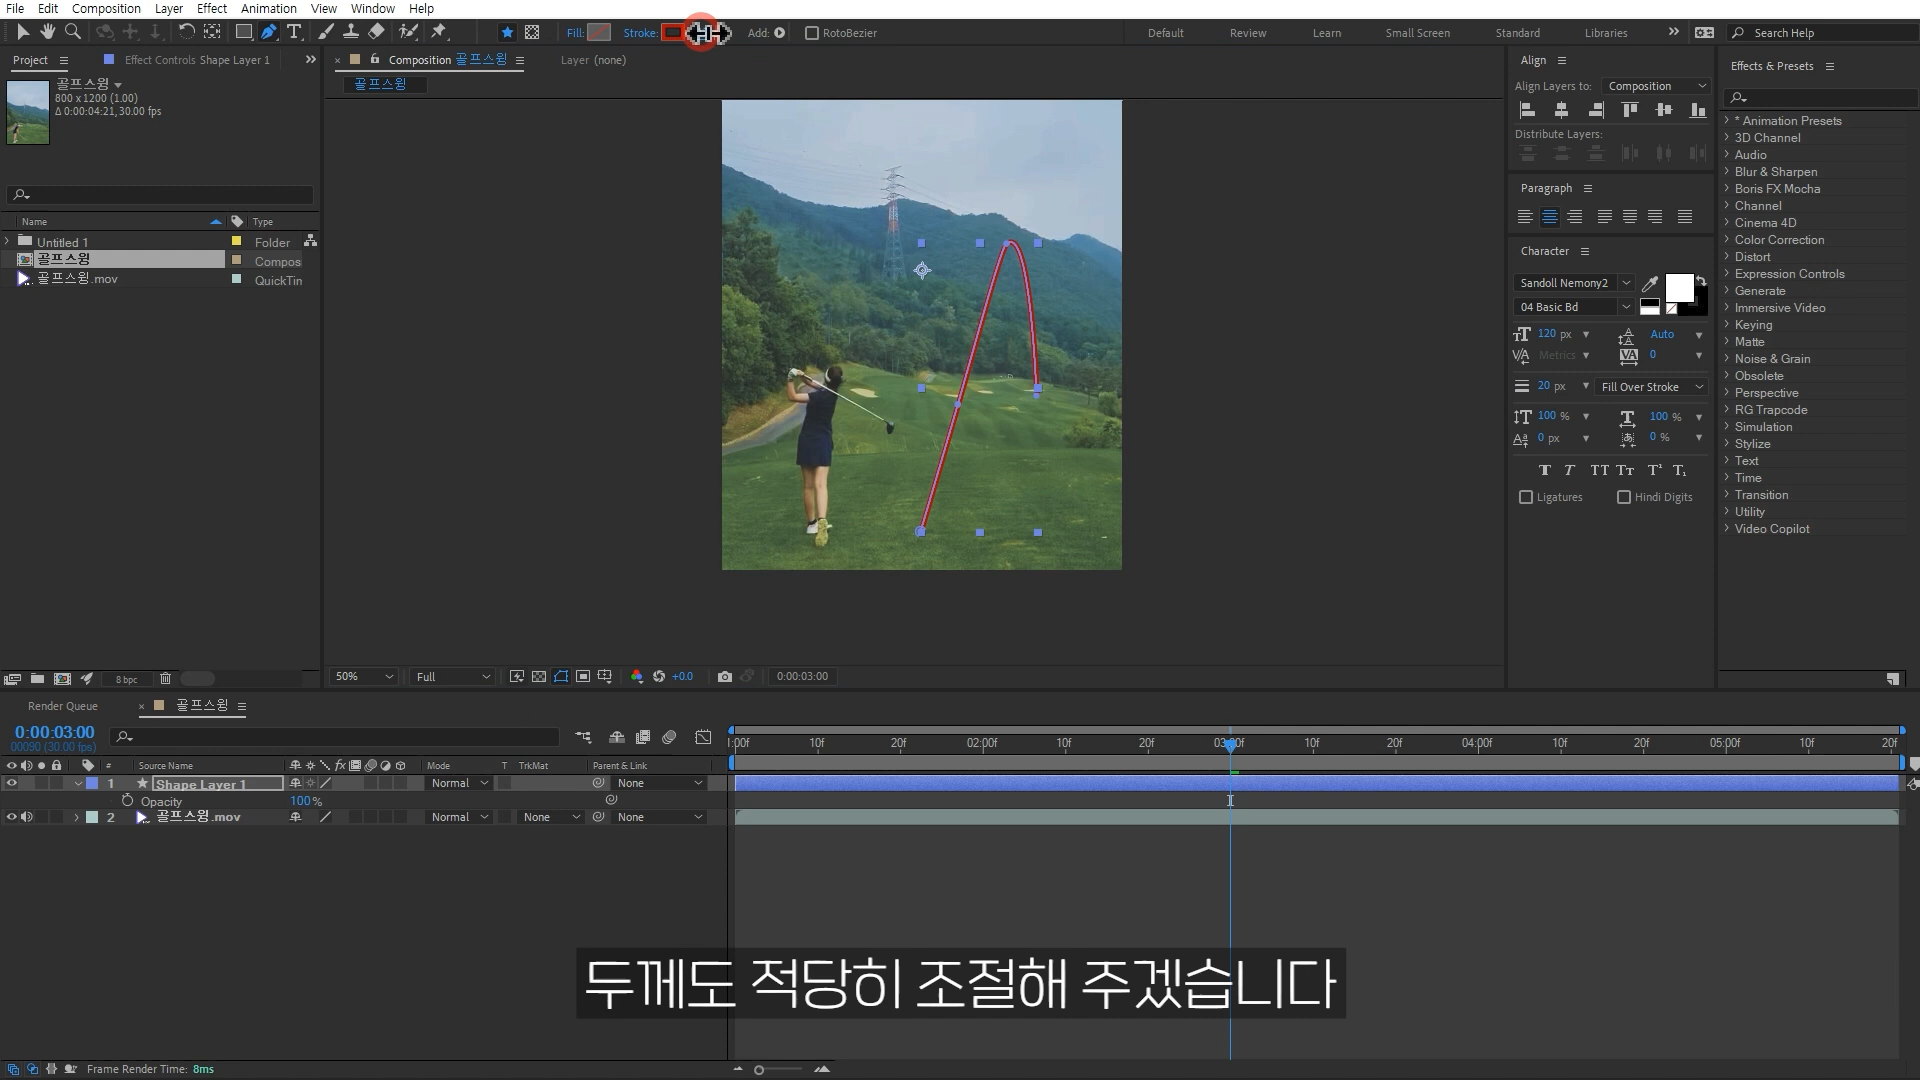 File Edit Composition Layer Effect Animation View Window Help
Fill: Stroke: Add: RotoBezier
Default Review Learn Small Screen Standard Libraries Search Help
Project Effect Controls Shape Layer 1
골프스윙
800 x 1200 (1.00)
Δ 0:00:04:21, 30.00 fps
Name Type
Untitled 1 Folder
골프스윙 Compos
골프스윙.mov QuickTin
8 bpc
Composition 골프스윙 Layer (none)
골프스윙
50% Full +0.0 0:00:03:00
Align
Align Layers to: Composition
Distribute Layers:
Paragraph
Character
Sandoll Nemony2
04 Basic Bd
120 px Auto
Metrics 0
20 px Fill Over Stroke
100 % 100 %
0 px 0 %
Ligatures Hindi Digits
Effects & Presets
* Animation Presets
3D Channel
Audio
Blur & Sharpen
Boris FX Mocha
Channel
Cinema 4D
Color Correction
Distort
Expression Controls
Generate
Immersive Video
Keying
Matte
Noise & Grain
Obsolete
Perspective
RG Trapcode
Simulation
Stylize
Text
Time
Transition
Utility
Video Copilot
Render Queue 골프스윙
0:00:03:00
00090 (30.00 fps)
# Source Name Mode T TrkMat Parent & Link
1 Shape Layer 1 Normal None
Opacity 100%
2 골프스윙.mov Normal None None
:00f 10f 20f 02:00f 10f 20f 10f 20f 04:00f 10f 20f 05:00f 10f 20f
두께도 적당히 조절해 주겠습니다
Frame Render Time: 8ms